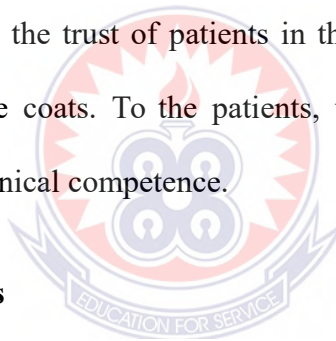 the trust of patients in th
e coats. To the patients,
nical competence.
s
EDUCATION FOR SERVICE